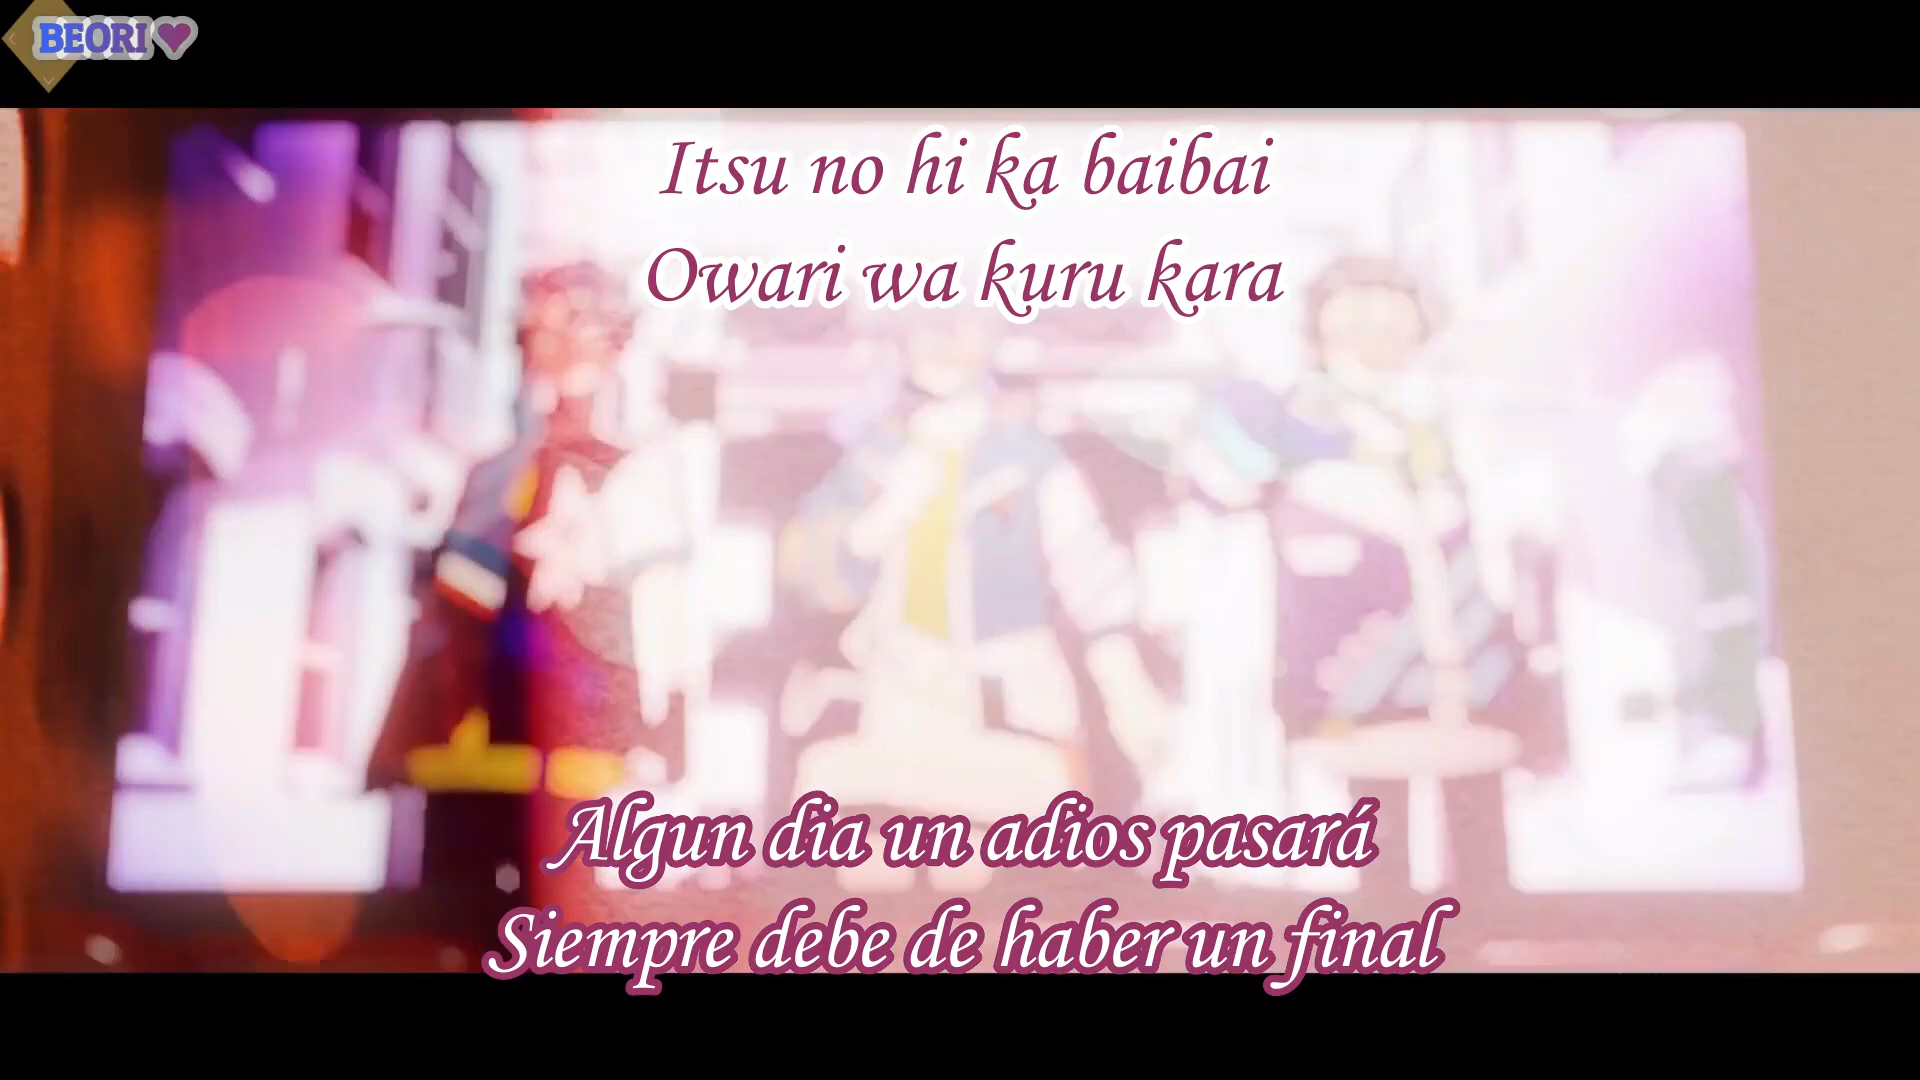 BEORI
Itsu no hi ka baibai
Owari wa kuru kara
Algun dia un adios pasará
Siempre debe de haber un final